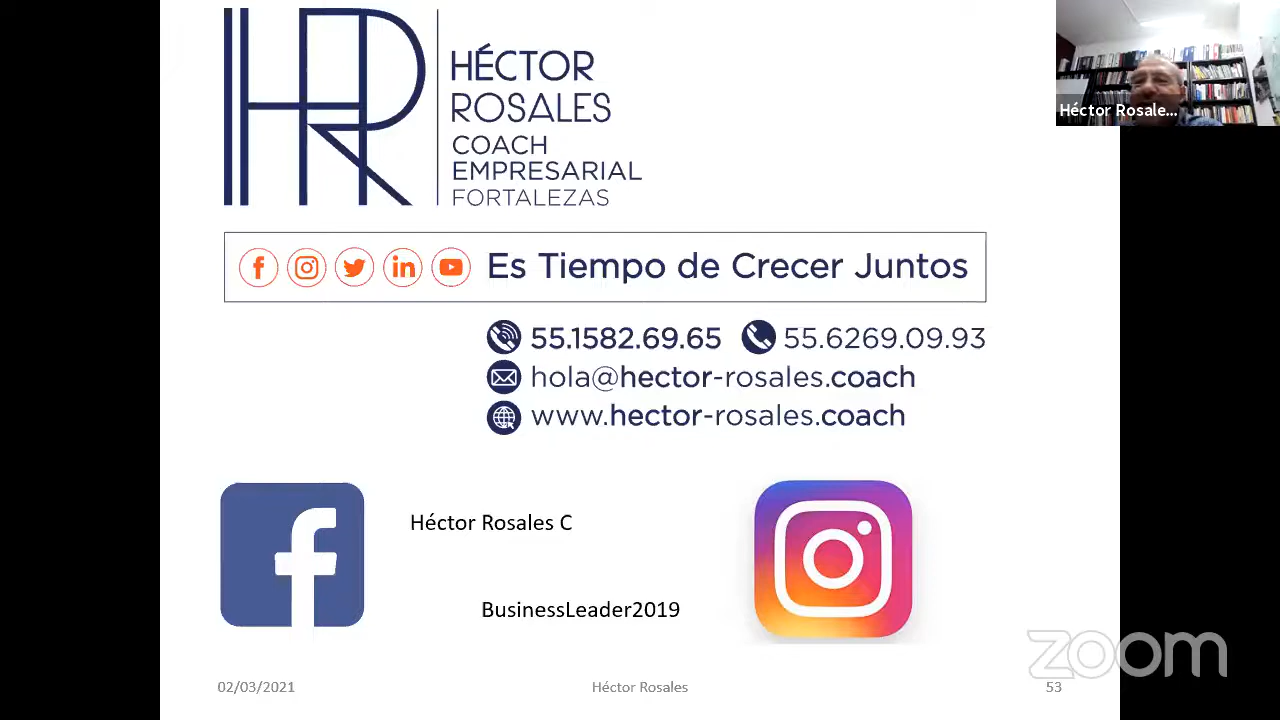 HR
HÉCTOR
ROSALES
COACH
EMPRESARIAL
FORTALEZAS
Héctor Rosale...
Es Tiempo de Crecer Juntos
55.1582.69.65 55.6269.09.93
hola@hector-rosales.coach
www.hector-rosales.coach
Héctor Rosales C
BusinessLeader2019
zoom
02/03/2021 Héctor Rosales 53